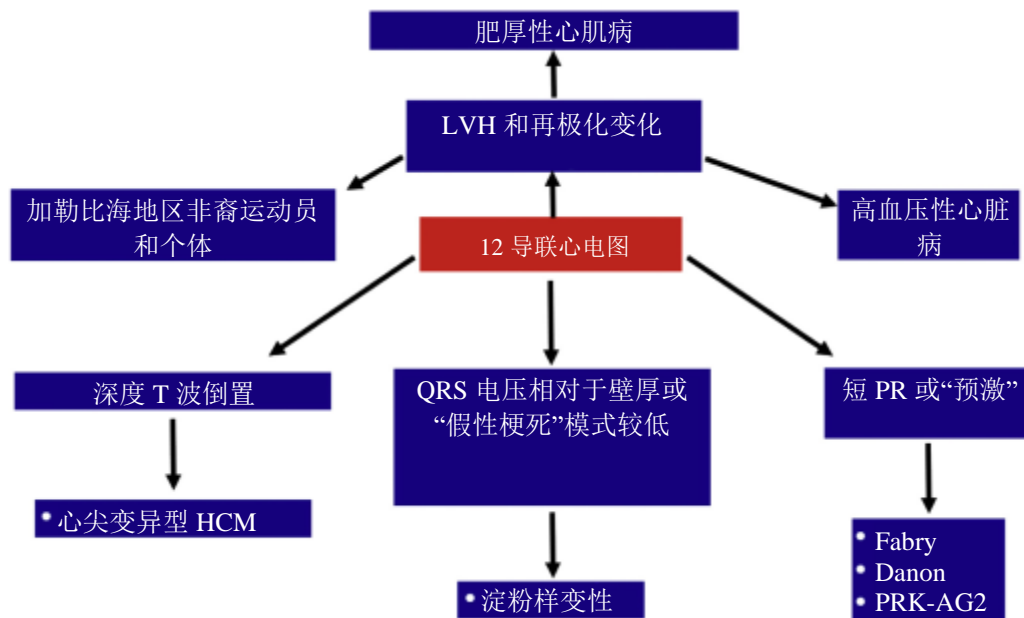 肥厚性心肌病
LVH 和再极化变化
加勒比海地区非裔运动员
和个体
高血压性心脏
病
12 导联心电图
深度 T 波倒置
QRS 电压相对于壁厚或
“假性梗死”模式较低
短 PR 或“预激”
• 心尖变异型 HCM
• 淀粉样变性
• Fabry
• Danon
• PRK-AG2